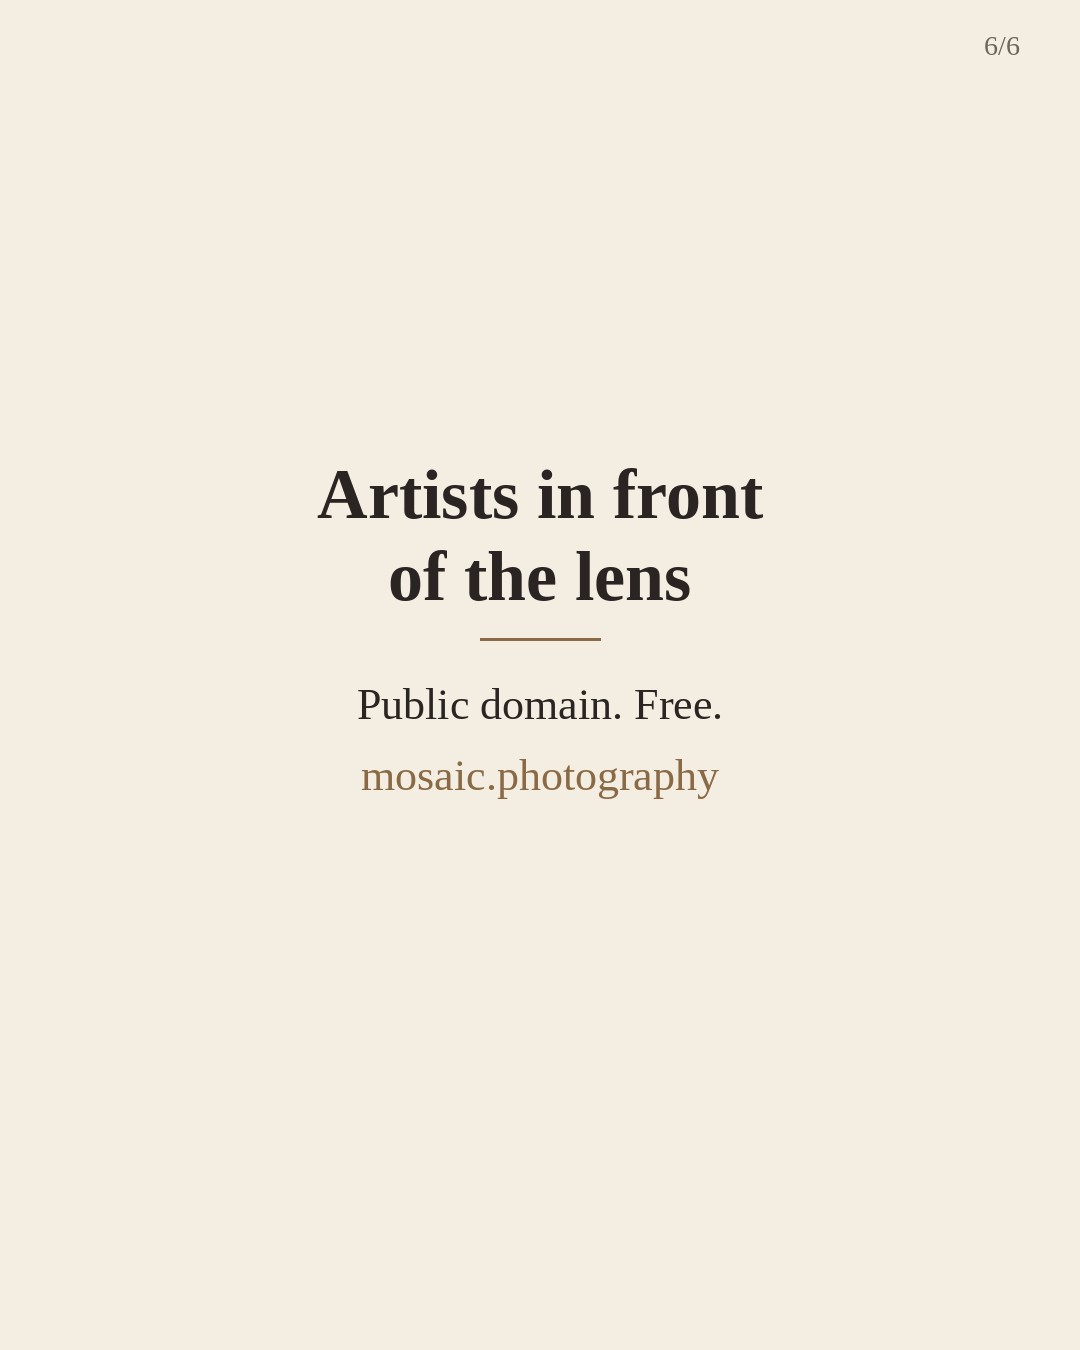 6/6
Artists in front
of the lens
Public domain. Free.
mosaic.photography